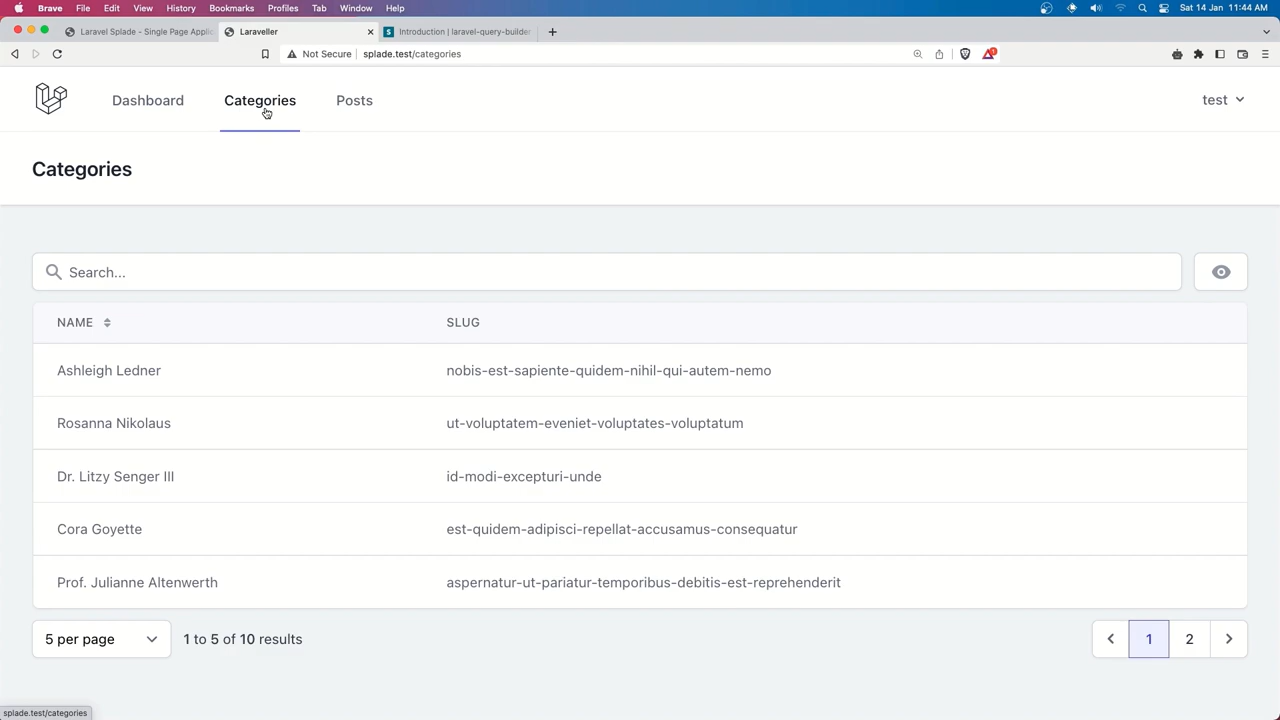 Brave File Edit View History Bookmarks Profiles Tab Window Help Sat 14 Jan 11:44 AM
Laravel Splade - Single Page Applic Laraveller Introduction | laravel-query-builder
Not Secure splade.test/categories
Dashboard Categories Posts test
Categories
Search...
NAME SLUG
Ashleigh Ledner nobis-est-sapiente-quidem-nihil-qui-autem-nemo
Rosanna Nikolaus ut-voluptatem-eveniet-voluptates-voluptatum
Dr. Litzy Senger III id-modi-excepturi-unde
Cora Goyette est-quidem-adipisci-repellat-accusamus-consequatur
Prof. Julianne Altenwerth aspernatur-ut-pariatur-temporibus-debitis-est-reprehenderit
5 per page 1 to 5 of 10 results 1 2
splade.test/categories